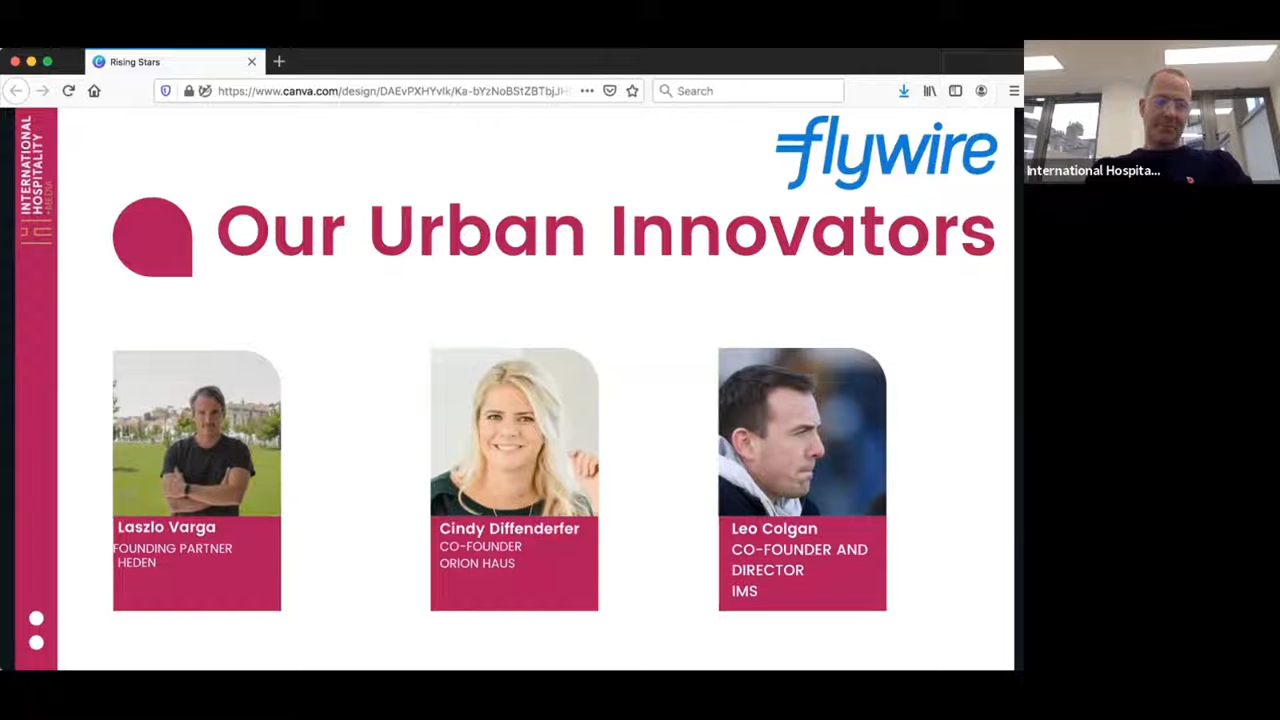 Rising Stars
https://www.canva.com/design/DAEvPXHYvlk/Ka-bYzNoBStZBTbjJH
Search
INTERNATIONAL
HOSPITALITY
+MEDIA
flywire
Our Urban Innovators
International Hospita...
Laszlo Varga
FOUNDING PARTNER
HEDEN
Cindy Diffenderfer
CO-FOUNDER
ORION HAUS
Leo Colgan
CO-FOUNDER AND
DIRECTOR
IMS